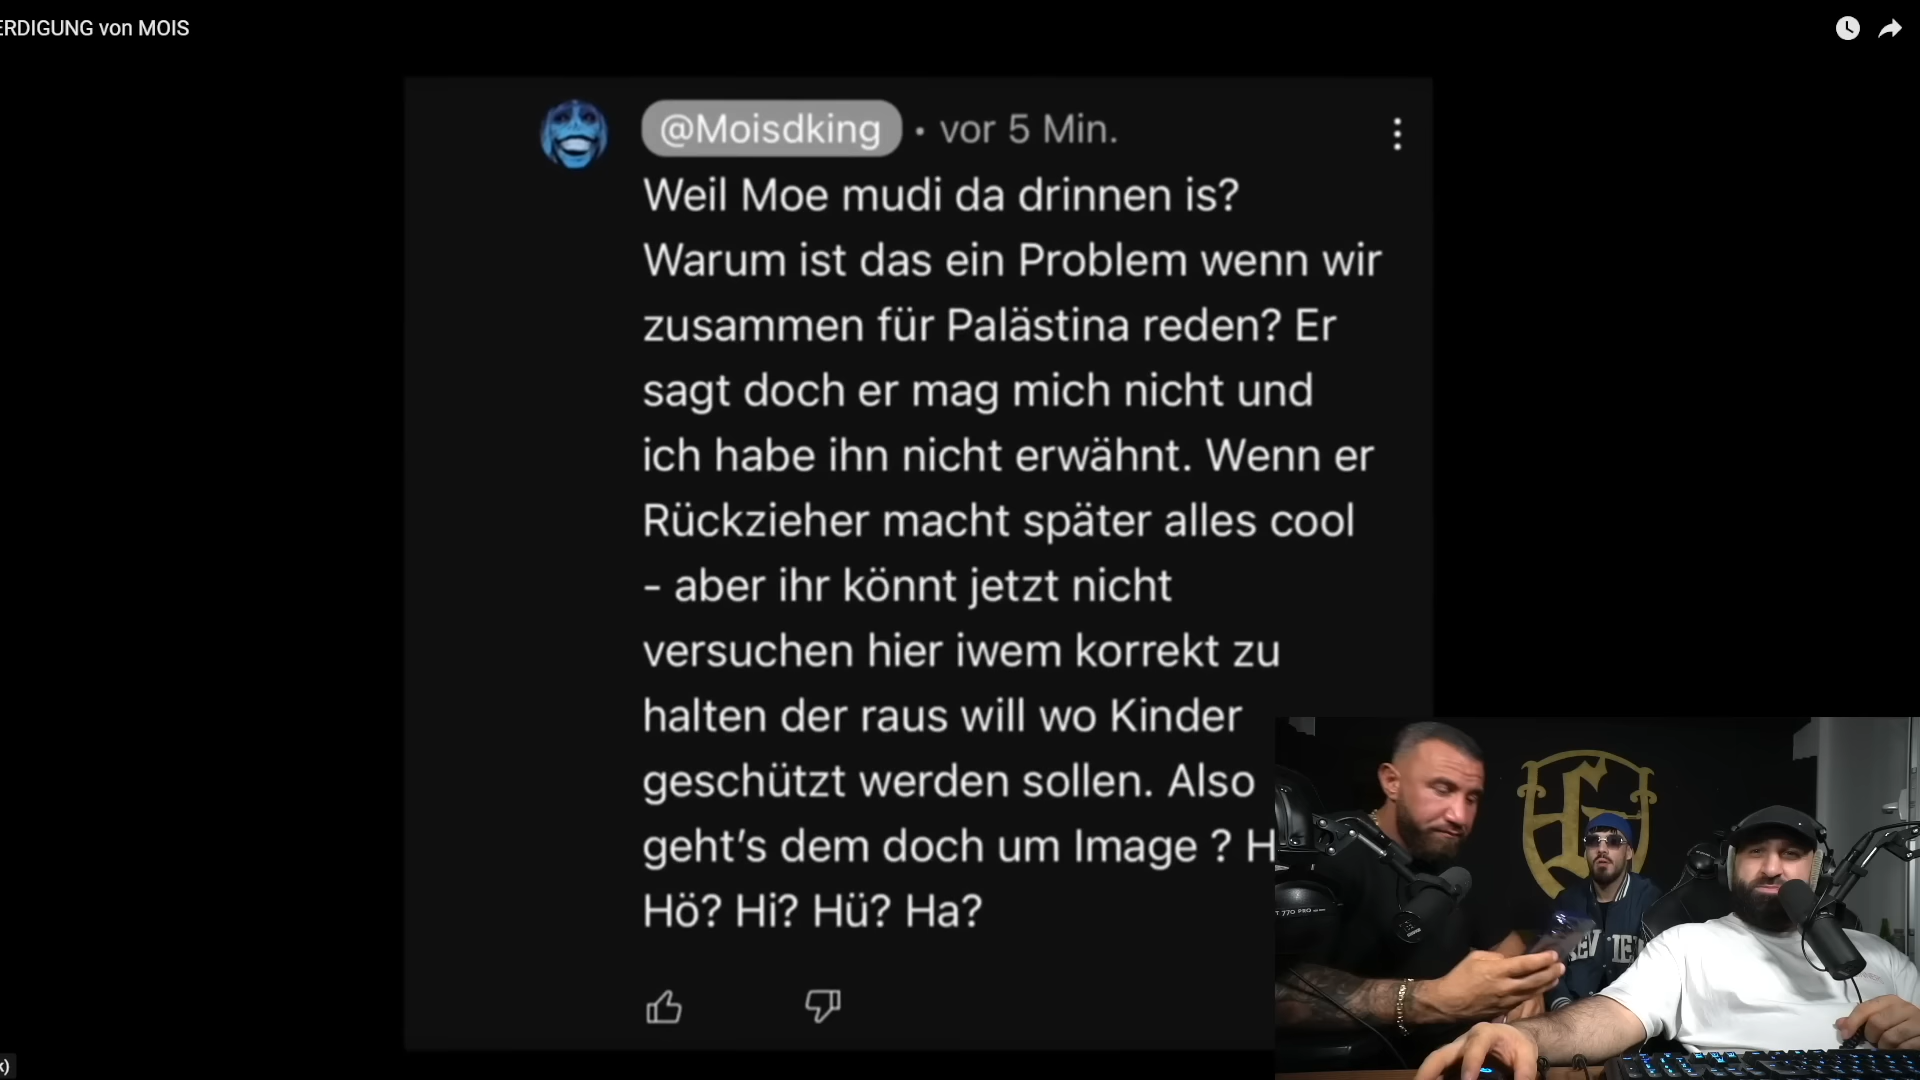 ERDIGUNG von MOIS
@Moisdking • vor 5 Min.
Weil Moe mudi da drinnen is?
Warum ist das ein Problem wenn wir
zusammen für Palästina reden? Er
sagt doch er mag mich nicht und
ich habe ihn nicht erwähnt. Wenn er
Rückzieher macht später alles cool
- aber ihr könnt jetzt nicht
versuchen hier iwem korrekt zu
halten der raus will wo Kinder
geschützt werden sollen. Also
geht’s dem doch um Image ? H
Hö? Hi? Hü? Ha?
T 770 PRO